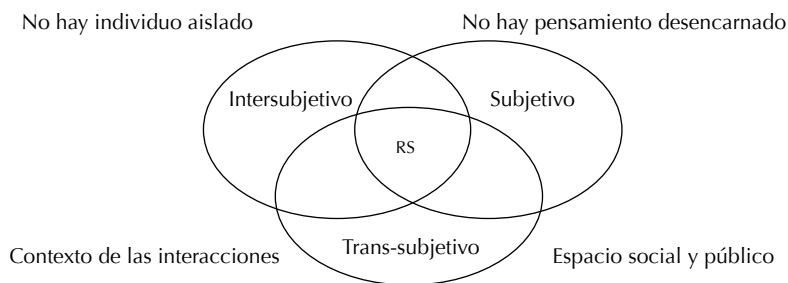 No hay individuo aislado
No hay pensamiento desencarnado
Intersubjetivo
Subjetivo
RS
Trans-subjetivo
Contexto de las interacciones
Espacio social y público